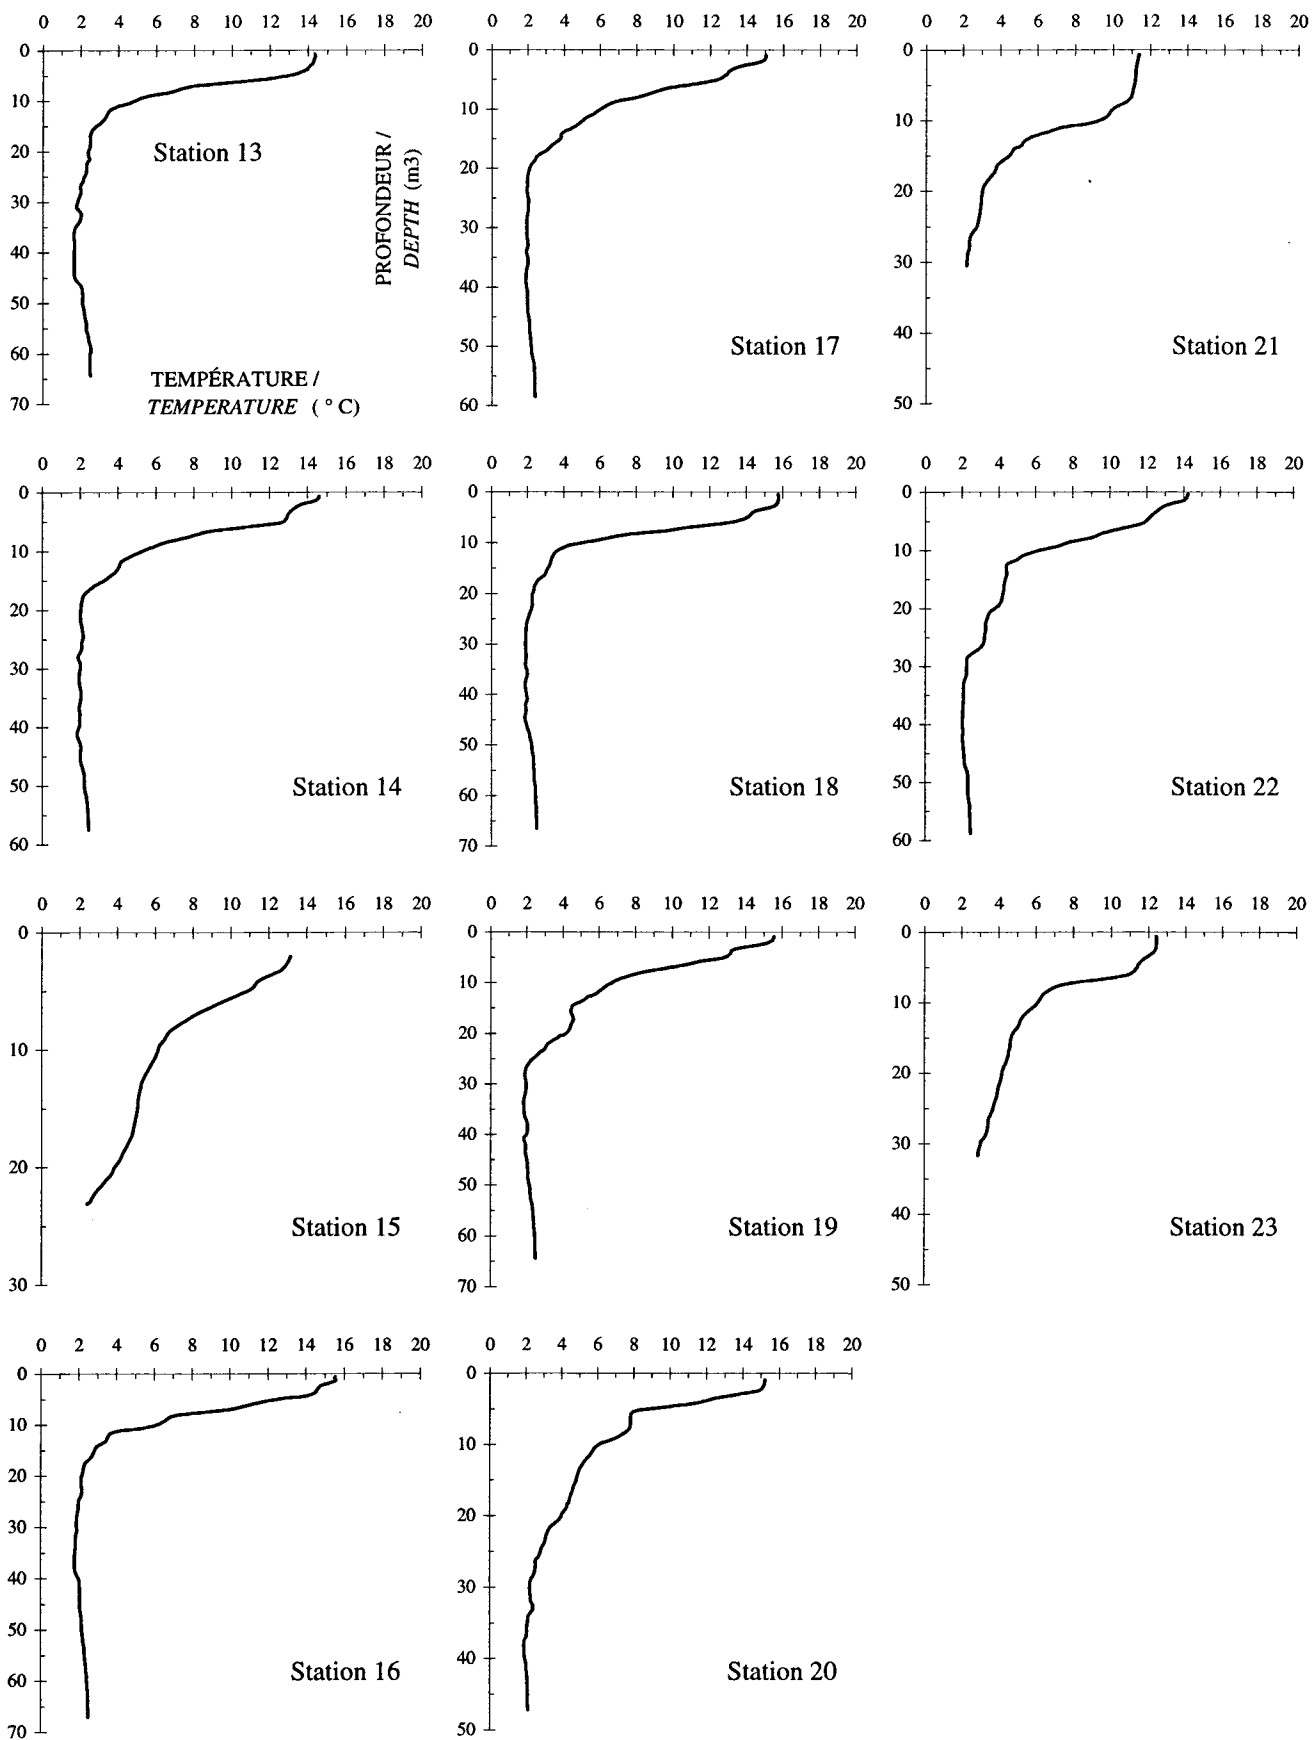 0 2 4 6 8 10 12 14 16 18 20
0
10
20
30
40
50
60
70
Station 13
TEMPÉRATURE /
TEMPERATURE ( ° C)
PROFONDEUR /
DEPTH (m3)
0 2 4 6 8 10 12 14 16 18 20
0
10
20
30
40
50
60
Station 17
0 2 4 6 8 10 12 14 16 18 20
0
10
20
30
40
50
Station 21
0 2 4 6 8 10 12 14 16 18 20
0
10
20
30
40
50
60
Station 14
0 2 4 6 8 10 12 14 16 18 20
0
10
20
30
40
50
60
70
Station 18
0 2 4 6 8 10 12 14 16 18 20
0
10
20
30
40
50
60
Station 22
0 2 4 6 8 10 12 14 16 18 20
0
10
20
30
Station 15
0 2 4 6 8 10 12 14 16 18 20
0
10
20
30
40
50
60
70
Station 19
0 2 4 6 8 10 12 14 16 18 20
0
10
20
30
40
50
Station 23
0 2 4 6 8 10 12 14 16 18 20
0
10
20
30
40
50
60
70
Station 16
0 2 4 6 8 10 12 14 16 18 20
0
10
20
30
40
50
Station 20